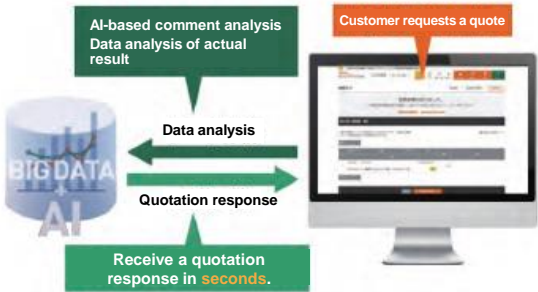 AI-based comment analysis
Data analysis of actual
result
Customer requests a quote
Data analysis
BIG DATA
+
AI
Quotation response
Receive a quotation
response in seconds.